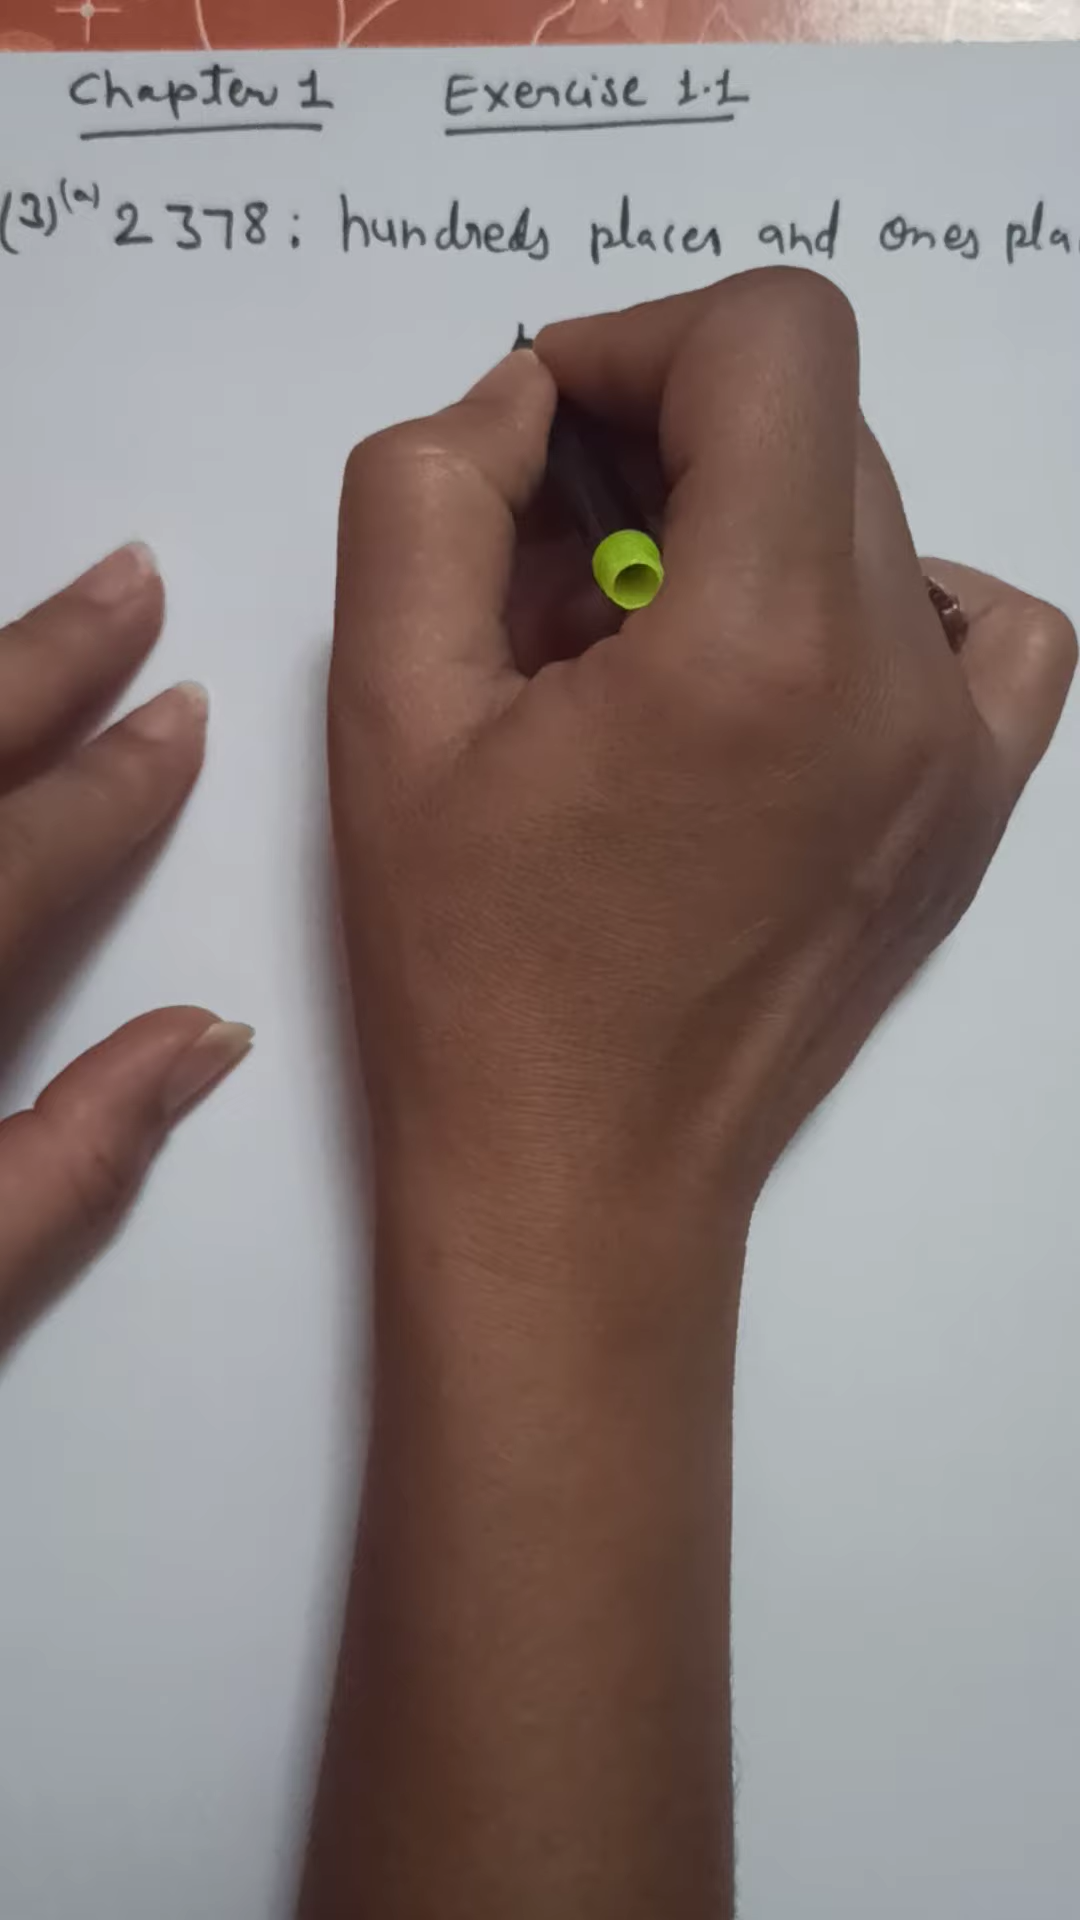 Chapter 1 Exercise 1.1
(3)(a) 2378: hundreds places and ones pla